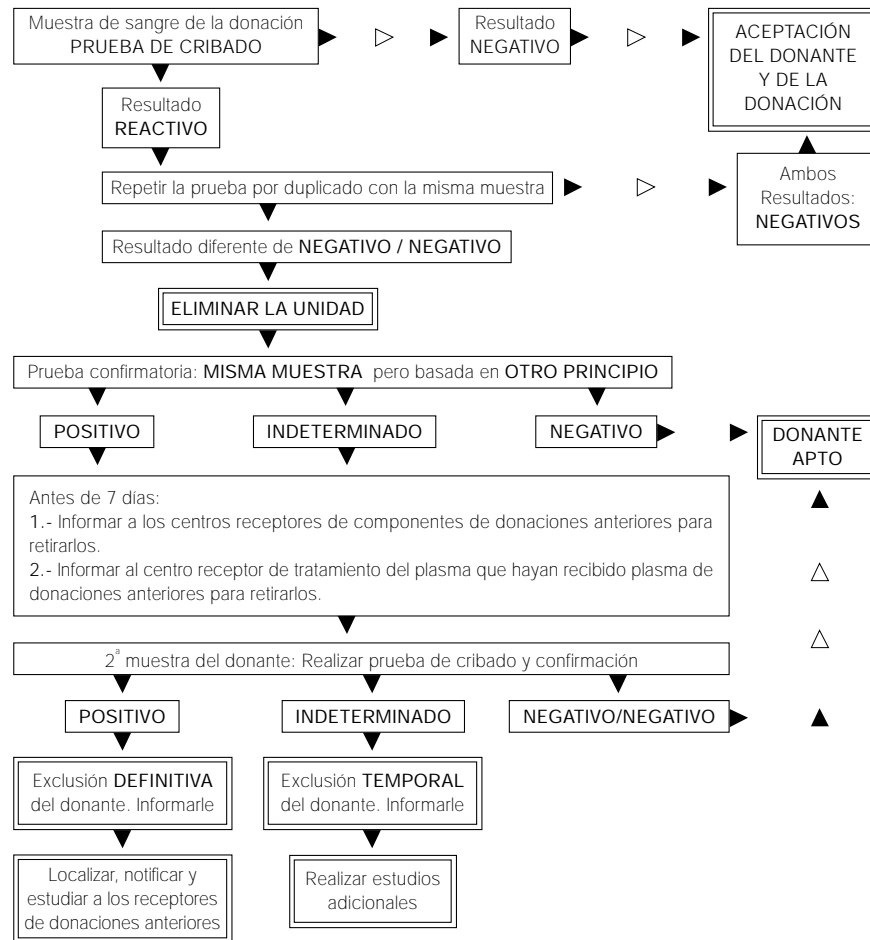 Muestra de sangre de la donación
PRUEBA DE CRIBADO
Resultado
NEGATIVO
ACEPTACIÓN
DEL DONANTE
Y DE LA
DONACIÓN
Resultado
REACTIVO
Repetir la prueba por duplicado con la misma muestra
Ambos
Resultados:
NEGATIVOS
Resultado diferente de NEGATIVO / NEGATIVO
ELIMINAR LA UNIDAD
Prueba confirmatoria: MISMA MUESTRA pero basada en OTRO PRINCIPIO
POSITIVO
INDETERMINADO
NEGATIVO
DONANTE
APTO
Antes de 7 días:
1.- Informar a los centros receptores de componentes de donaciones anteriores para
retirarlos.
2.- Informar al centro receptor de tratamiento del plasma que hayan recibido plasma de
donaciones anteriores para retirarlos.
2ª muestra del donante: Realizar prueba de cribado y confirmación
POSITIVO
INDETERMINADO
NEGATIVO/NEGATIVO
Exclusión DEFINITIVA
del donante. Informarle
Exclusión TEMPORAL
del donante. Informarle
Localizar, notificar y
estudiar a los receptores
de donaciones anteriores
Realizar estudios
adicionales